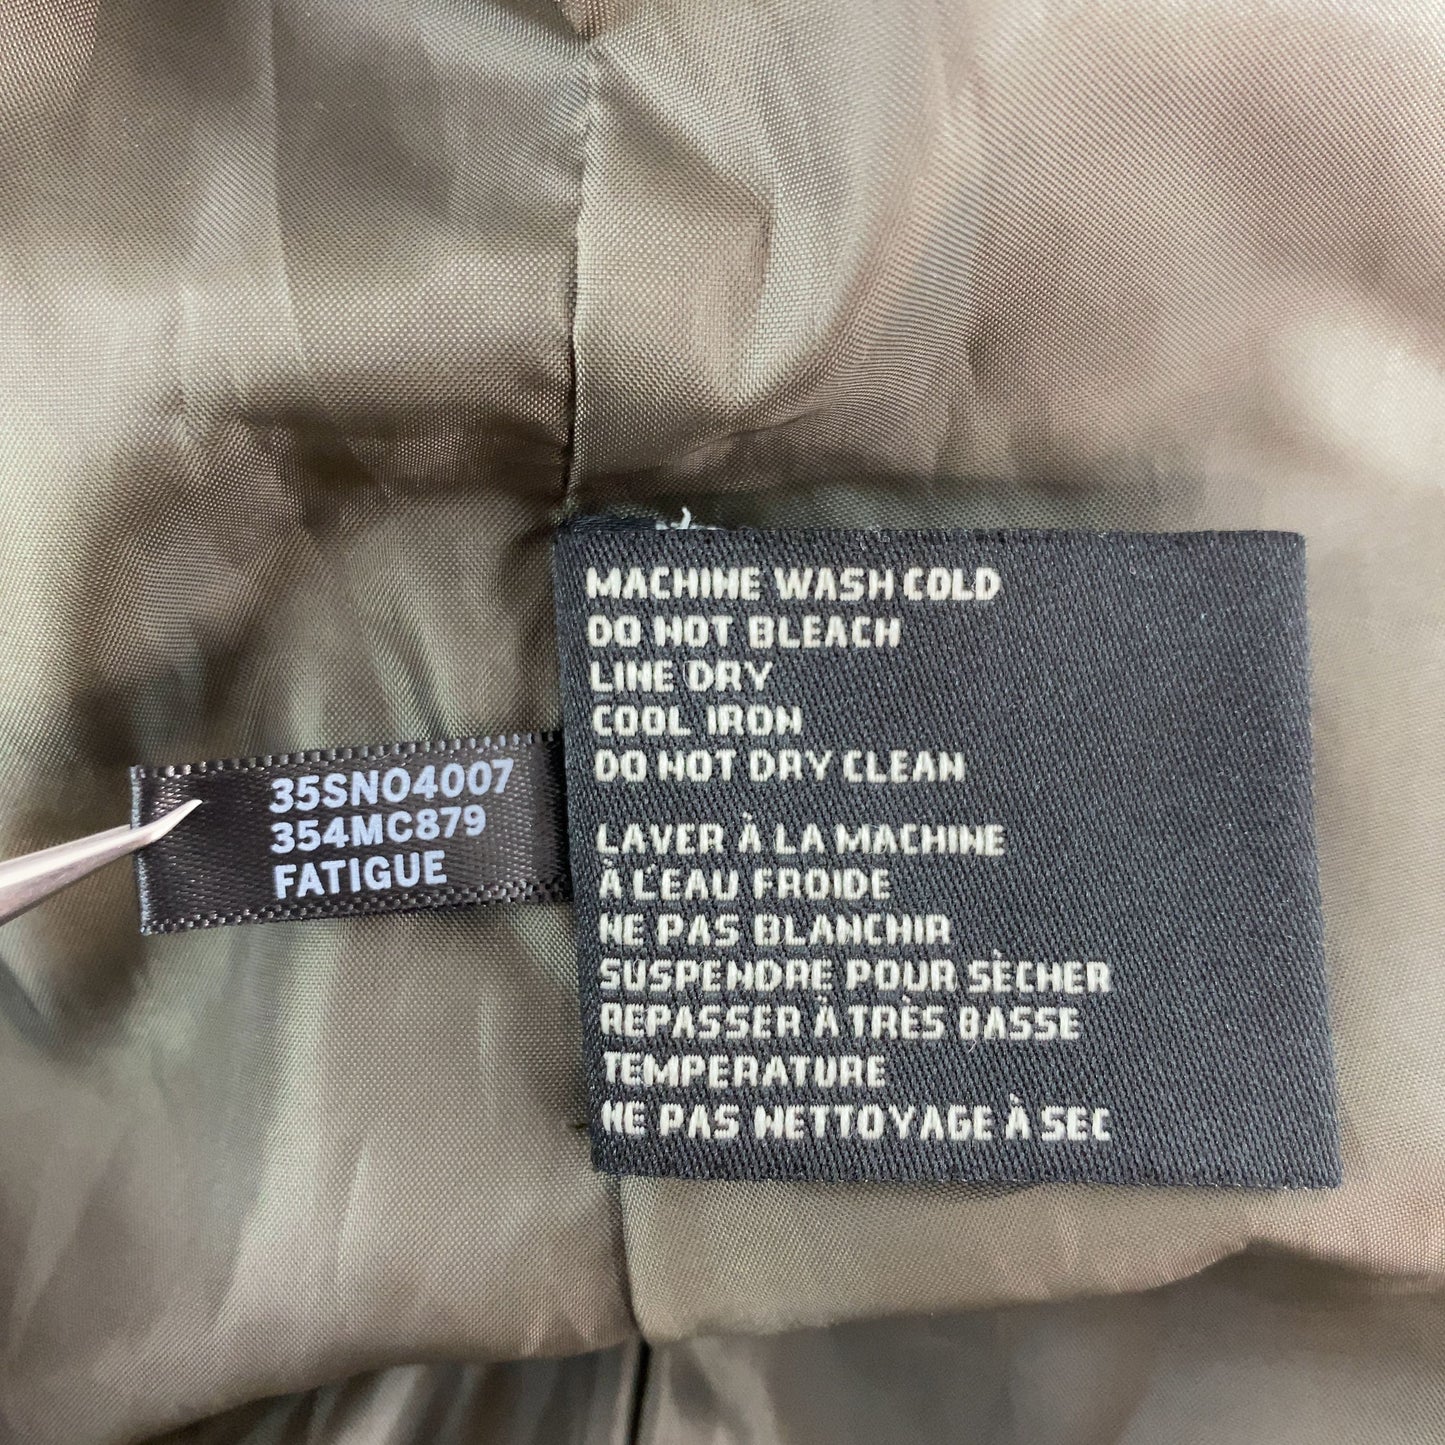 35SNO4007
354MC879
FATIGUE
MACHINE WASH COLD
DO NOT BLEACH
LINE DRY
COOL IRON
DO NOT DRY CLEAN
LAVER À LA MACHINE
À L'EAU FROIDE
NE PAS BLANCHIR
SUSPENDRE POUR SÈCHER
REPASSER À TRÈS BASSE
TEMPERATURE
NE PAS NETTOYAGE À SEC